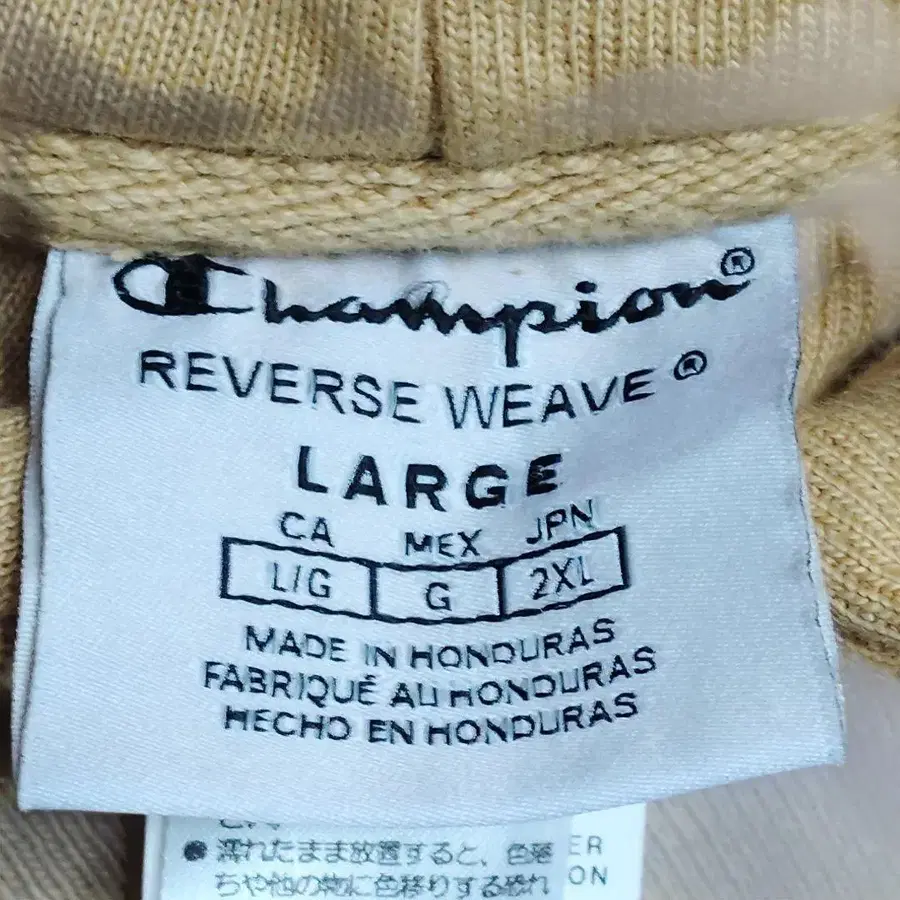 Champion®
REVERSE WEAVE®
LARGE
CA MEX JPN
L/G G 2XL
MADE IN HONDURAS
FABRIQUÉ AU HONDURAS
HECHO EN HONDURAS
●濡れたまま放置すると、色落
ちや他の物に色移りする恐れ
ER
ON